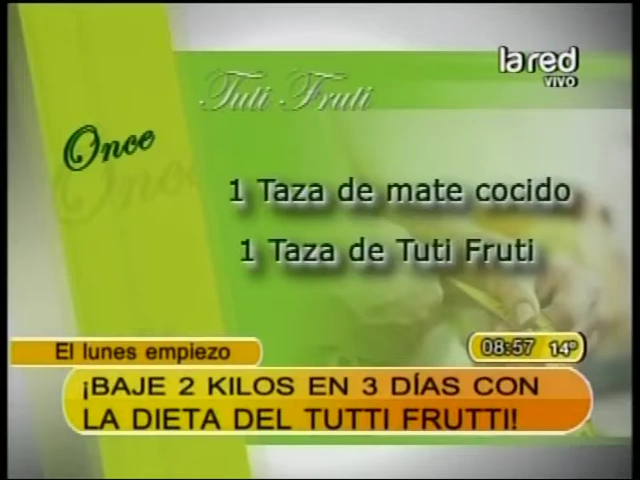 la red
VIVO
Tuti Fruti
Once
Once
1 Taza de mate cocido
1 Taza de Tuti Fruti
El lunes empiezo
08:57 14°
¡BAJE 2 KILOS EN 3 DÍAS CON
LA DIETA DEL TUTTI FRUTTI!